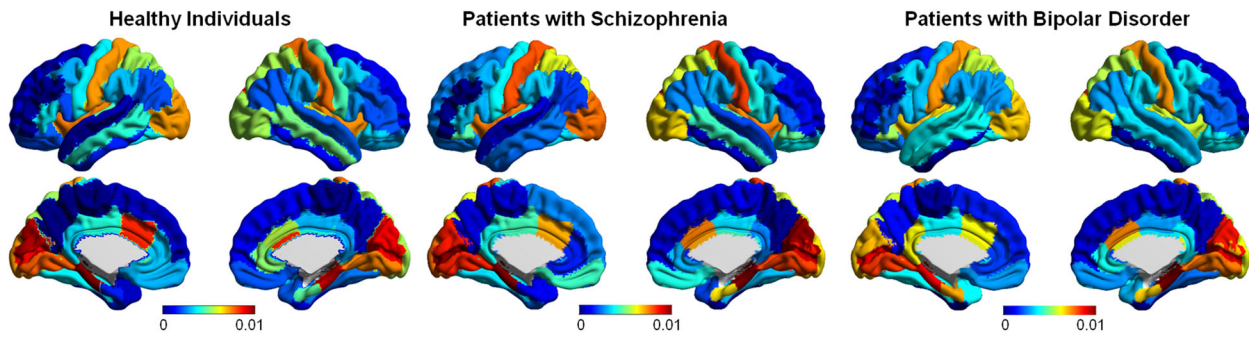 Healthy Individuals
Patients with Schizophrenia
Patients with Bipolar Disorder
0 0.01
0 0.01
0 0.01